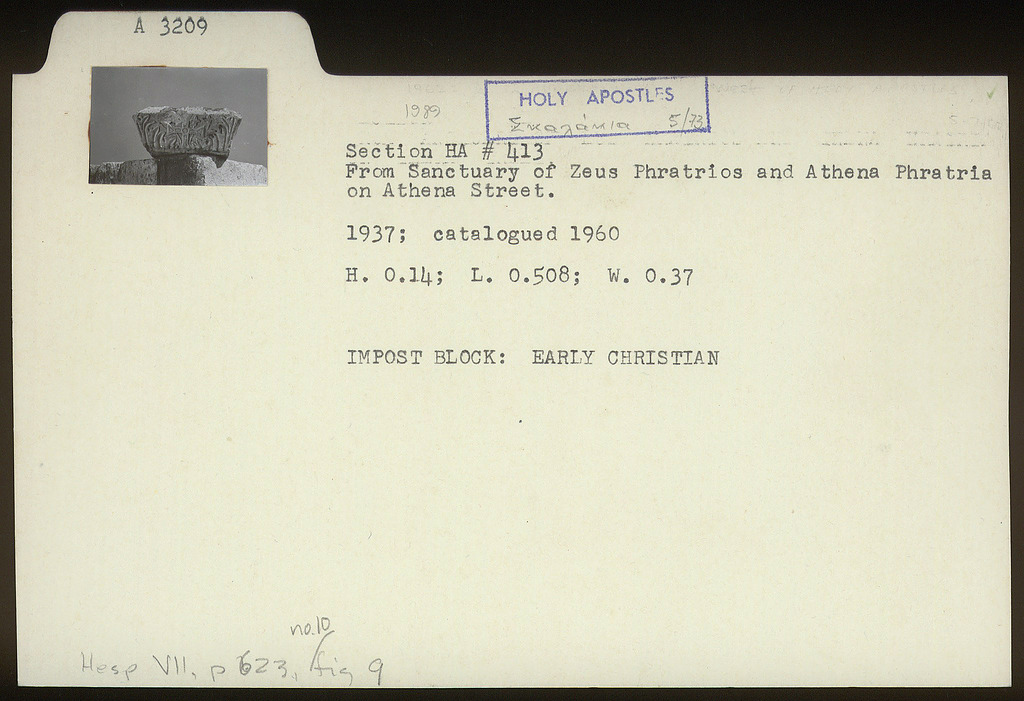 A 3209
1989
HOLY APOSTLES
Σκαλάκια 5/73
Section HA # 413
From Sanctuary of Zeus Phratrios and Athena Phratria
on Athena Street.
1937; catalogued 1960
H. 0.14; L. 0.508; W. 0.37
IMPOST BLOCK: EARLY CHRISTIAN
no.10
Hesp VII, p 623, fig 9